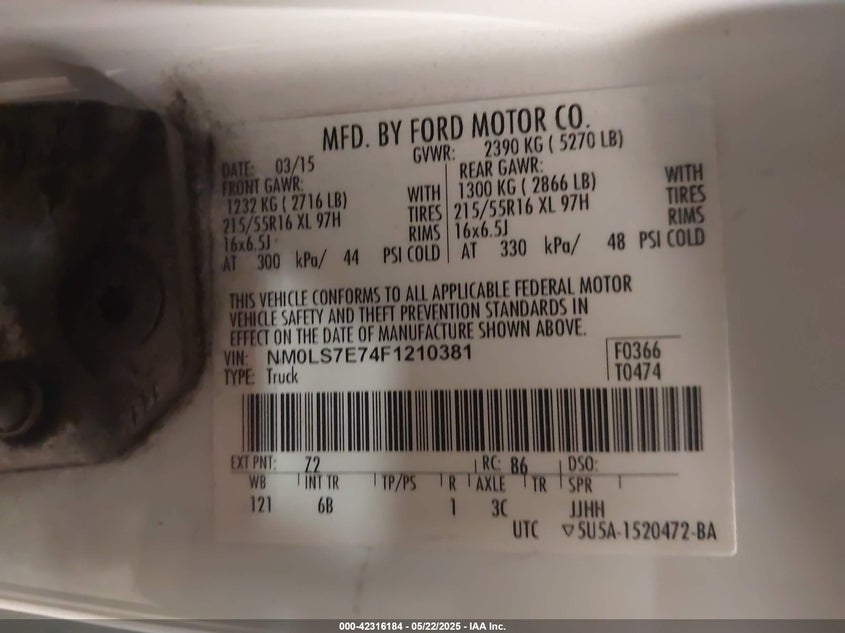 MFD. BY FORD MOTOR CO.
DATE: 03/15 GVWR: 2390 KG ( 5270 LB)
FRONT GAWR: REAR GAWR:
1232 KG ( 2716 LB) WITH 1300 KG ( 2866 LB) WITH
215/55R16 XL 97H TIRES 215/55R16 XL 97H TIRES
16x6.5J RIMS 16x6.5J RIMS
AT 300 kPa/ 44 PSI COLD AT 330 kPa/ 48 PSI COLD
THIS VEHICLE CONFORMS TO ALL APPLICABLE FEDERAL MOTOR
VEHICLE SAFETY AND THEFT PREVENTION STANDARDS IN
EFFECT ON THE DATE OF MANUFACTURE SHOWN ABOVE.
VIN: NM0LS7E74F1210381 F0366
TYPE: Truck T0474
EXT PNT: Z2 RC: 86 DSO:
WB INT TR TP/PS R AXLE TR SPR
121 6B 1 3C JJHH
UTC ▽5U5A-1520472-BA
000-42316184 - 05/22/2025 - IAA Inc.